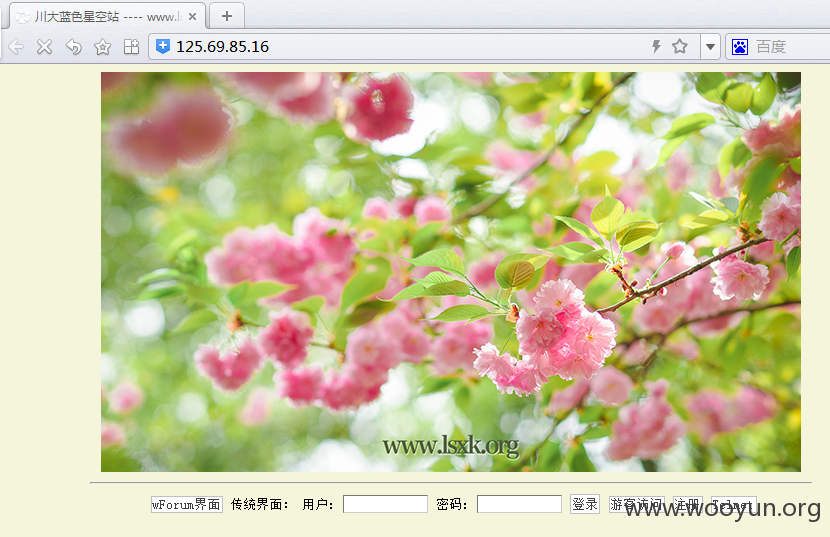 川大蓝色星空站 ---- www.l
125.69.85.16
百度
www.lsxk.org
wForum界面 传统界面： 用户： 密码： 登录 游客访问 注册 Telnet
www.wooyun.org